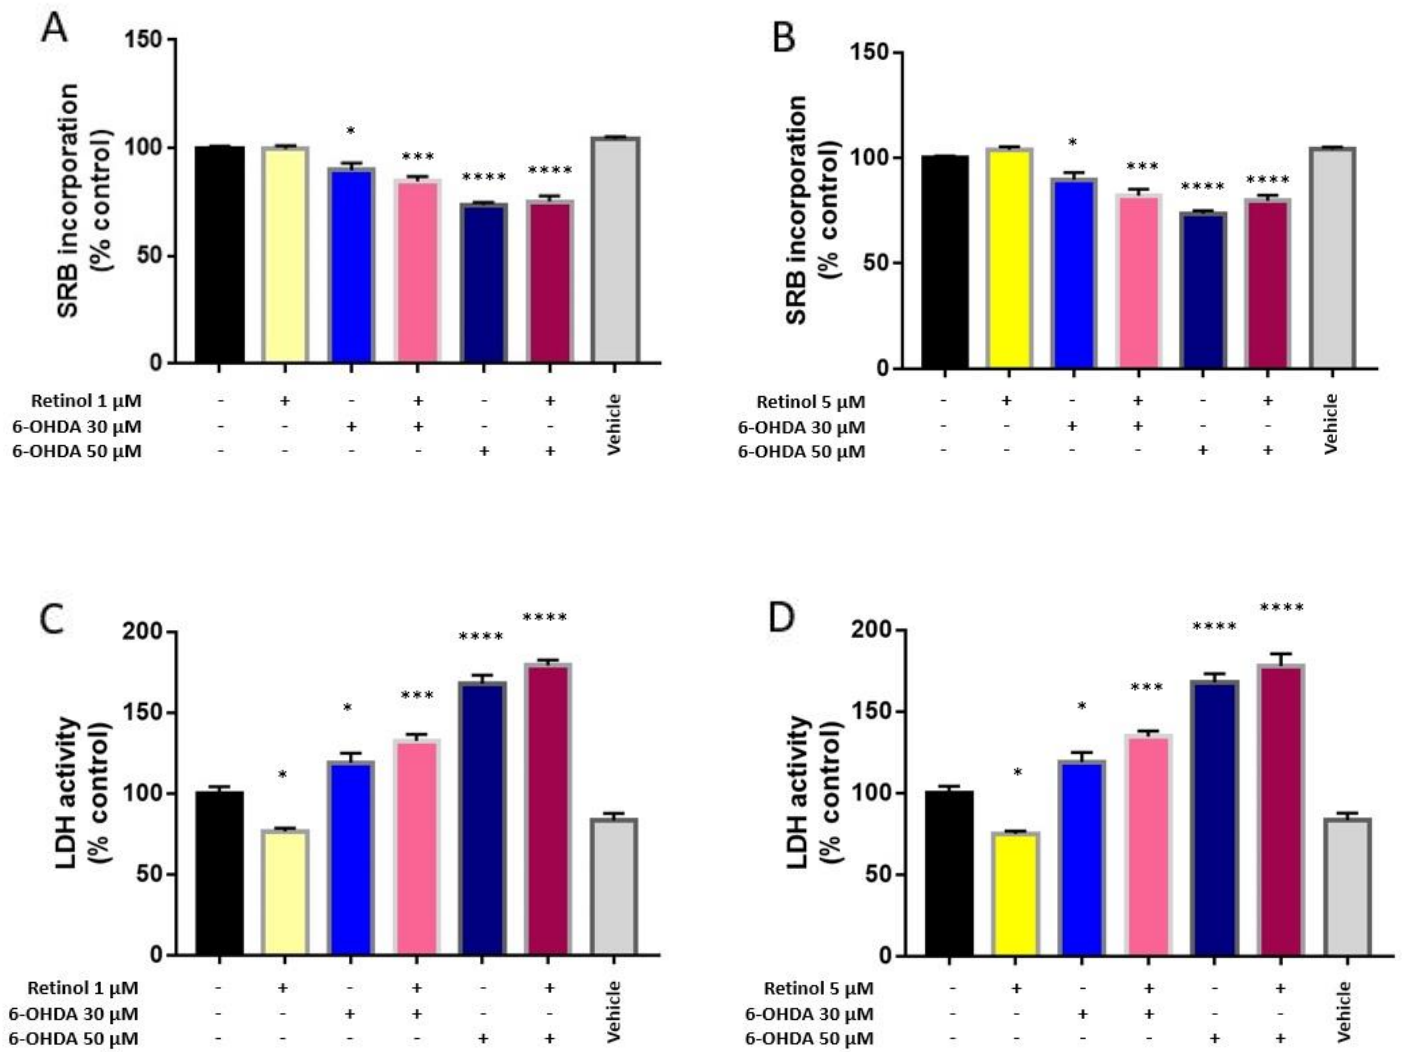 A
150
100
50
0
SRB incorporation
(% control)
*
***
****
****
Retinol 1 µM - + - + - + Vehicle
6-OHDA 30 µM - - + + - -
6-OHDA 50 µM - - - - + +
B
150
100
50
0
SRB incorporation
(% control)
*
***
****
****
Retinol 5 µM - + - + - + Vehicle
6-OHDA 30 µM - - + + - -
6-OHDA 50 µM - - - - + +
C
200
150
100
50
0
LDH activity
(% control)
*
*
***
****
****
Retinol 1 µM - + - + - + Vehicle
6-OHDA 30 µM - - + + - -
6-OHDA 50 µM - - - - + +
D
200
150
100
50
0
LDH activity
(% control)
*
*
***
****
****
Retinol 5 µM - + - + - + Vehicle
6-OHDA 30 µM - - + + - -
6-OHDA 50 µM - - - - + +